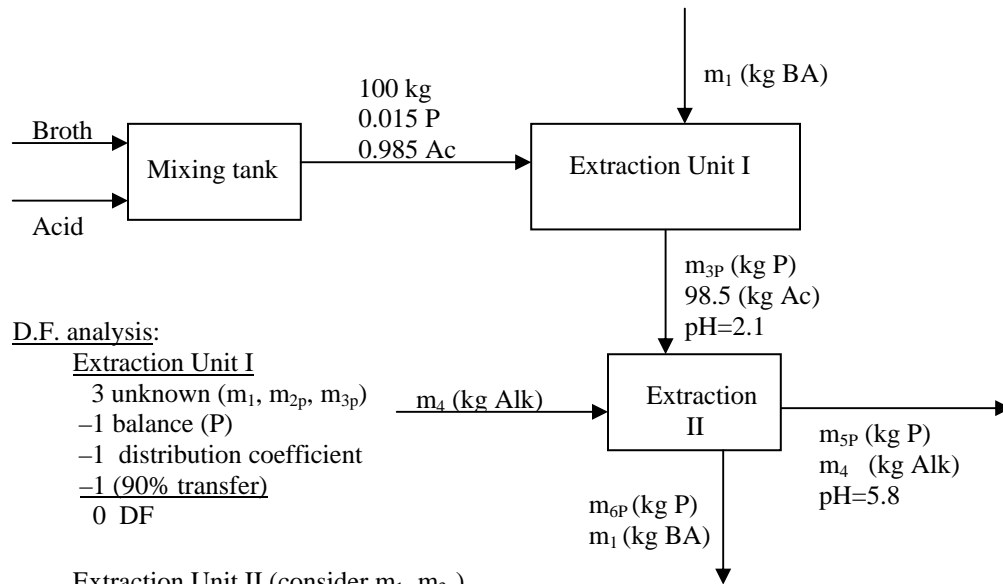 m₁ (kg BA)
100 kg
0.015 P
0.985 Ac
Broth
Mixing tank
Acid
Extraction Unit I
m₃P (kg P)
98.5 (kg Ac)
pH=2.1
D.F. analysis:
Extraction Unit I
3 unknown (m₁, m₂ₚ, m₃ₚ)
–1 balance (P)
–1 distribution coefficient
–1 (90% transfer)
0 DF
m₄ (kg Alk)
Extraction
II
m₅P (kg P)
m₄ (kg Alk)
pH=5.8
m₆P (kg P)
m₁ (kg BA)
Extraction Unit II (consider m₁, m₃ₚ)